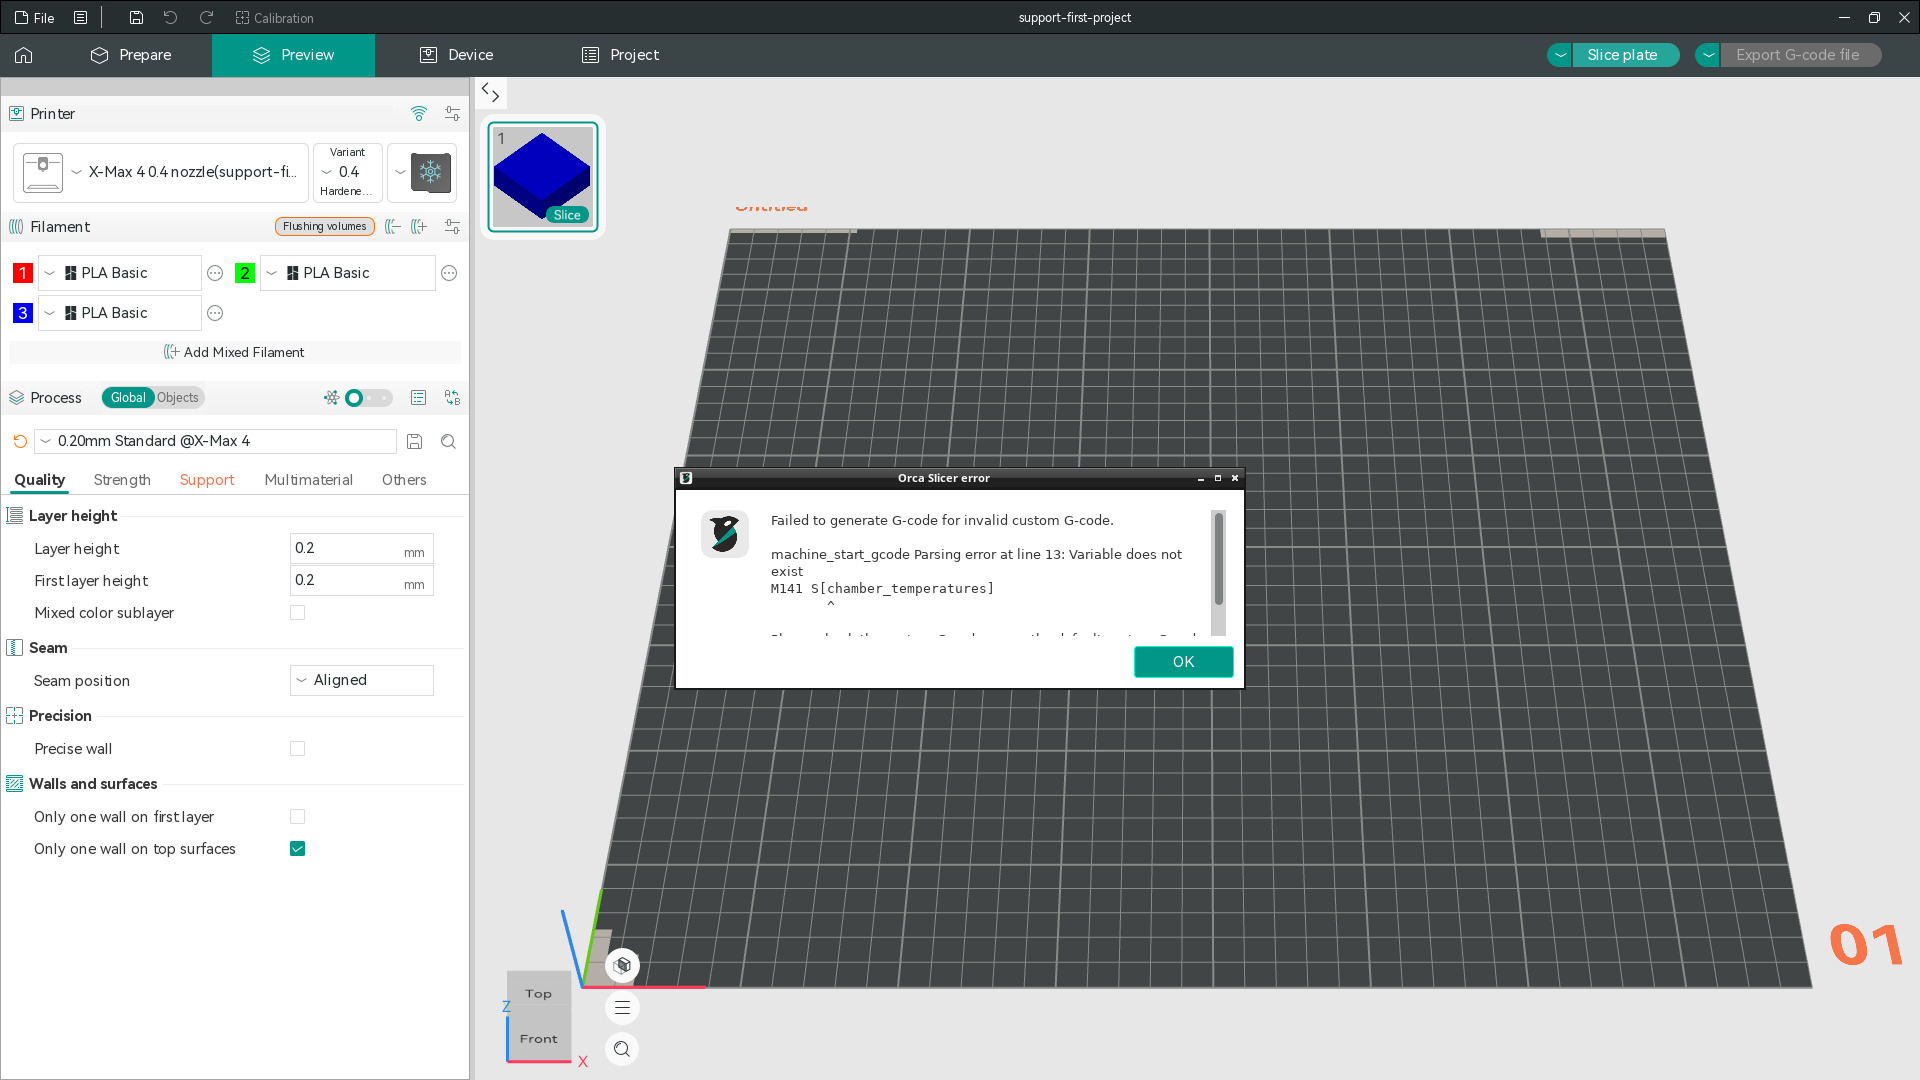 File
Calibration
support-first-project
Prepare
Preview
Device
Project
Slice plate
Export G-code file
Printer
X-Max 4 0.4 nozzle(support-fi...
Variant
0.4
Hardene...
Filament
Flushing volumes
1 PLA Basic
2 PLA Basic
3 PLA Basic
Add Mixed Filament
Process
Global
Objects
0.20mm Standard @X-Max 4
Quality
Strength
Support
Multimaterial
Others
Layer height
Layer height 0.2 mm
First layer height 0.2 mm
Mixed color sublayer
Seam
Seam position Aligned
Precision
Precise wall
Walls and surfaces
Only one wall on first layer
Only one wall on top surfaces
1
Slice
Untitled
Orca Slicer error
Failed to generate G-code for invalid custom G-code.
machine_start_gcode Parsing error at line 13: Variable does not
exist
M141 S[chamber_temperatures]
^
OK
01
Top
Front
Z
X